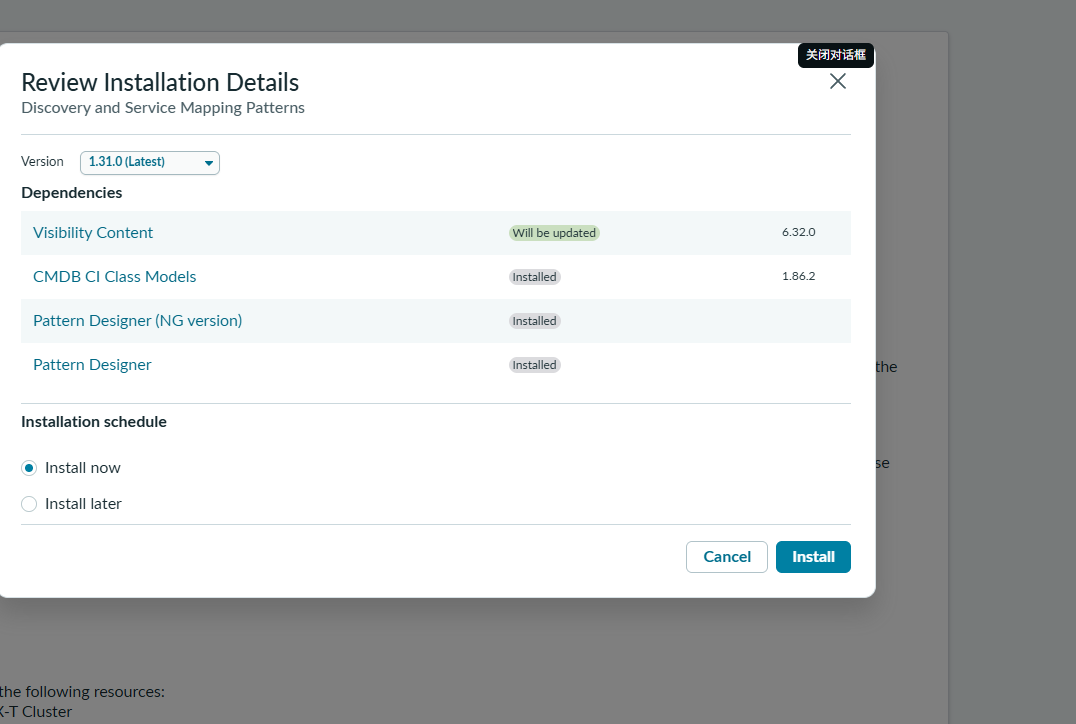 关闭对话框
Review Installation Details
Discovery and Service Mapping Patterns
Version 1.31.0 (Latest)
Dependencies
Visibility Content Will be updated 6.32.0
CMDB CI Class Models Installed 1.86.2
Pattern Designer (NG version) Installed
Pattern Designer Installed
the
Installation schedule
se
Install now
Install later
Cancel Install
the following resources:
X-T Cluster